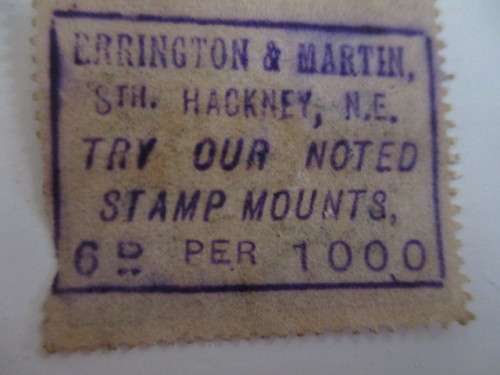 ERRINGTON & MARTIN,
STH. HACKNEY, N.E.
TRY OUR NOTED
STAMP MOUNTS,
6D PER 1000